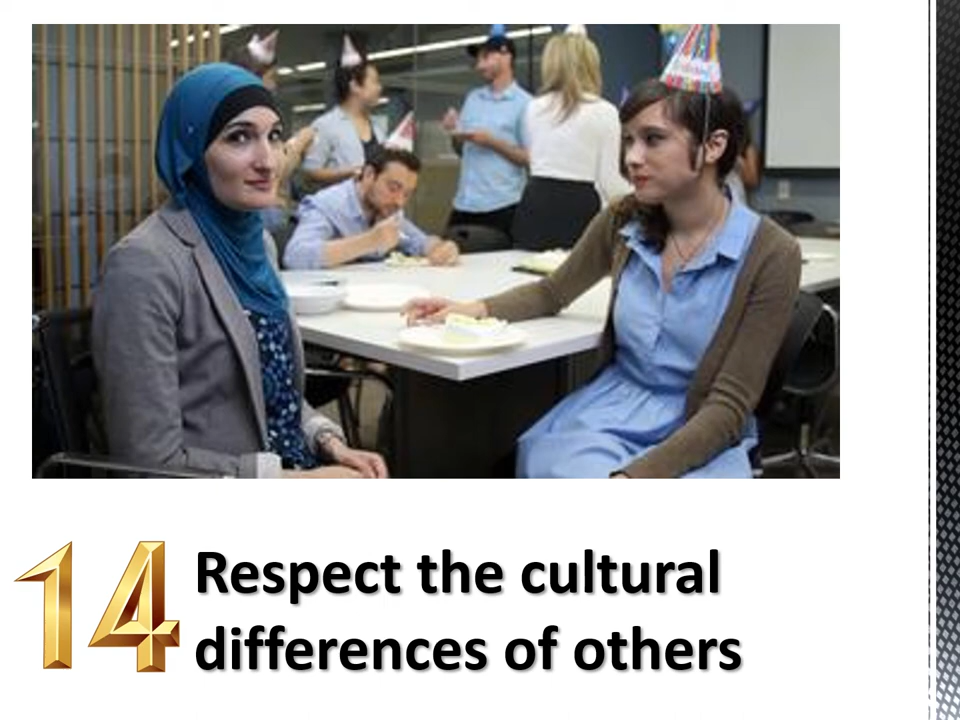 14 Respect the cultural
differences of others